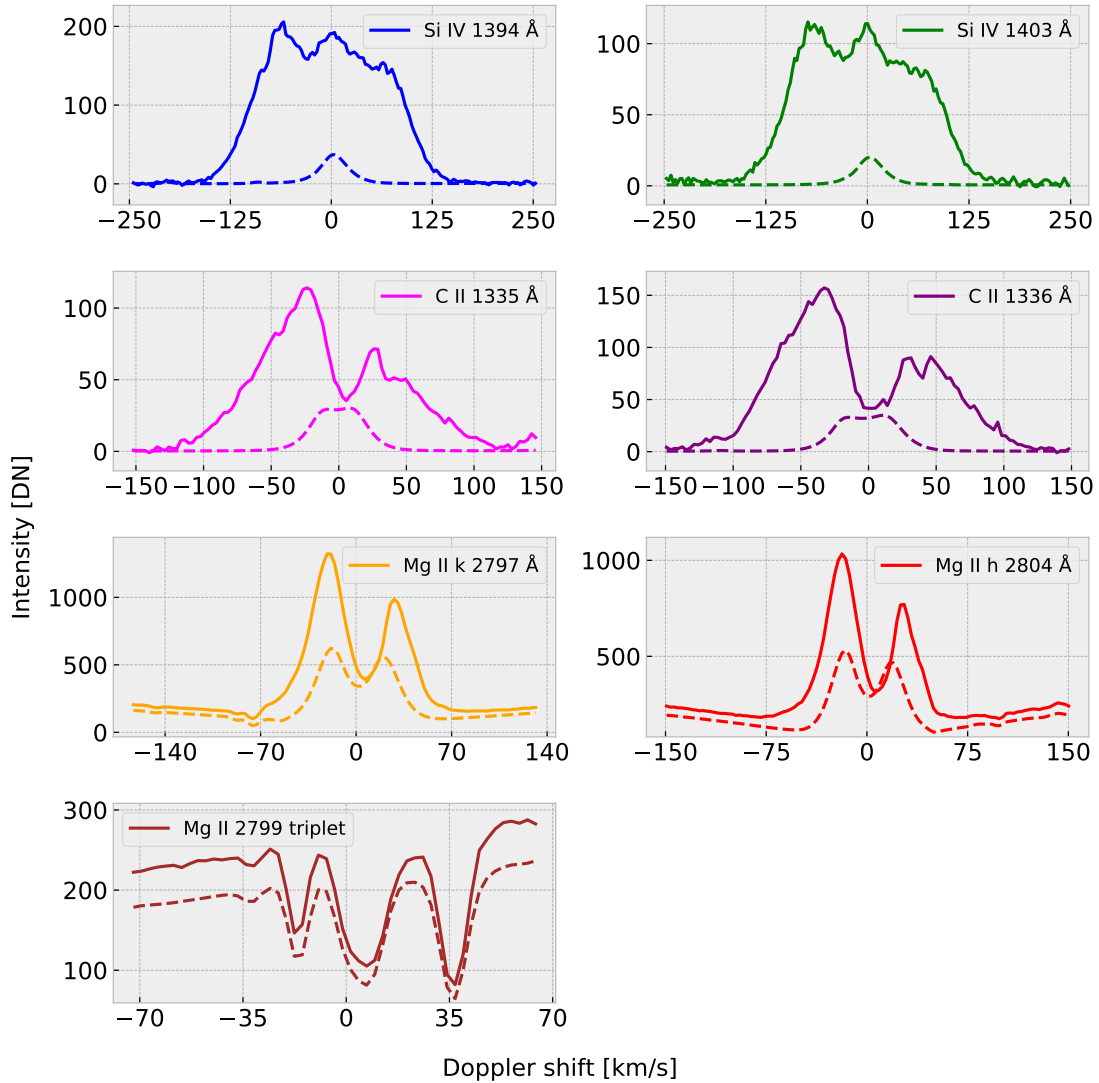 Si IV 1394 Å
200
100
0
−250 −125 0 125 250
Si IV 1403 Å
100
50
0
−250 −125 0 125 250
C II 1335 Å
100
50
0
−150 −100 −50 0 50 100 150
C II 1336 Å
150
100
50
0
−150 −100 −50 0 50 100 150
Intensity [DN]
Mg II k 2797 Å
1000
500
0
−140 −70 0 70 140
Mg II h 2804 Å
1000
500
−150 −75 0 75 150
Mg II 2799 triplet
300
200
100
−70 −35 0 35 70
Doppler shift [km/s]